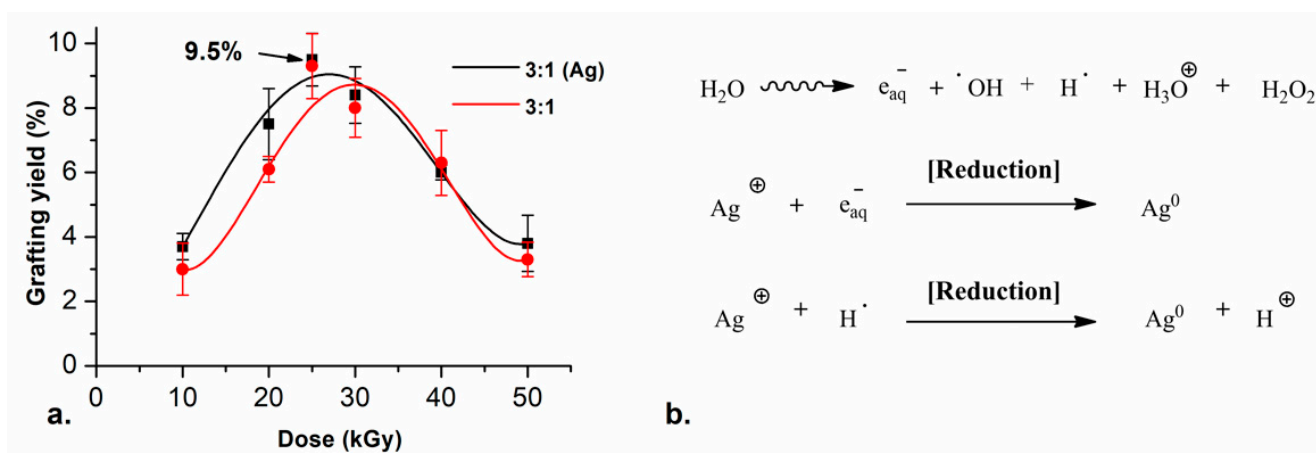 9.5%
3:1 (Ag)
3:1
Grafting yield (%)
10
8
6
4
2
0
0 10 20 30 40 50
Dose (kGy)
a.
H₂O e⁻aq + ·OH + H· + H₃O⊕ + H₂O₂
[Reduction]
Ag⊕ + e⁻aq Ag⁰
[Reduction]
Ag⊕ + H· Ag⁰ + H⊕
b.